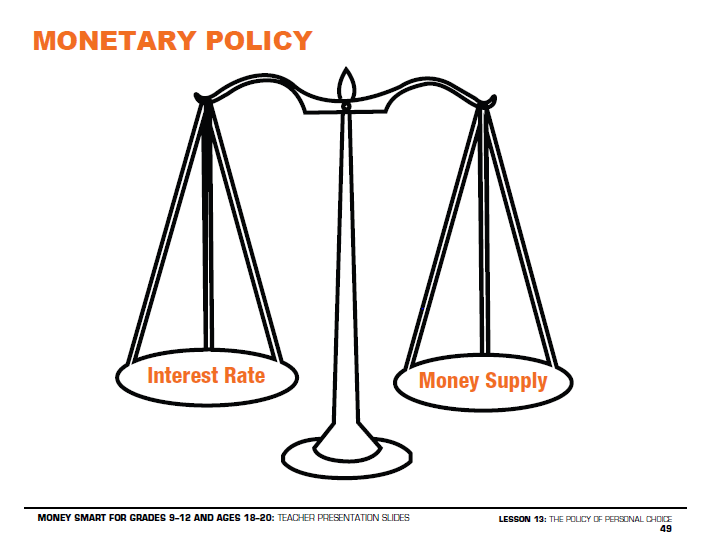 MONETARY POLICY
Interest Rate
Money Supply
MONEY SMART FOR GRADES 9–12 AND AGES 18–20: TEACHER PRESENTATION SLIDES
LESSON 13: THE POLICY OF PERSONAL CHOICE
49